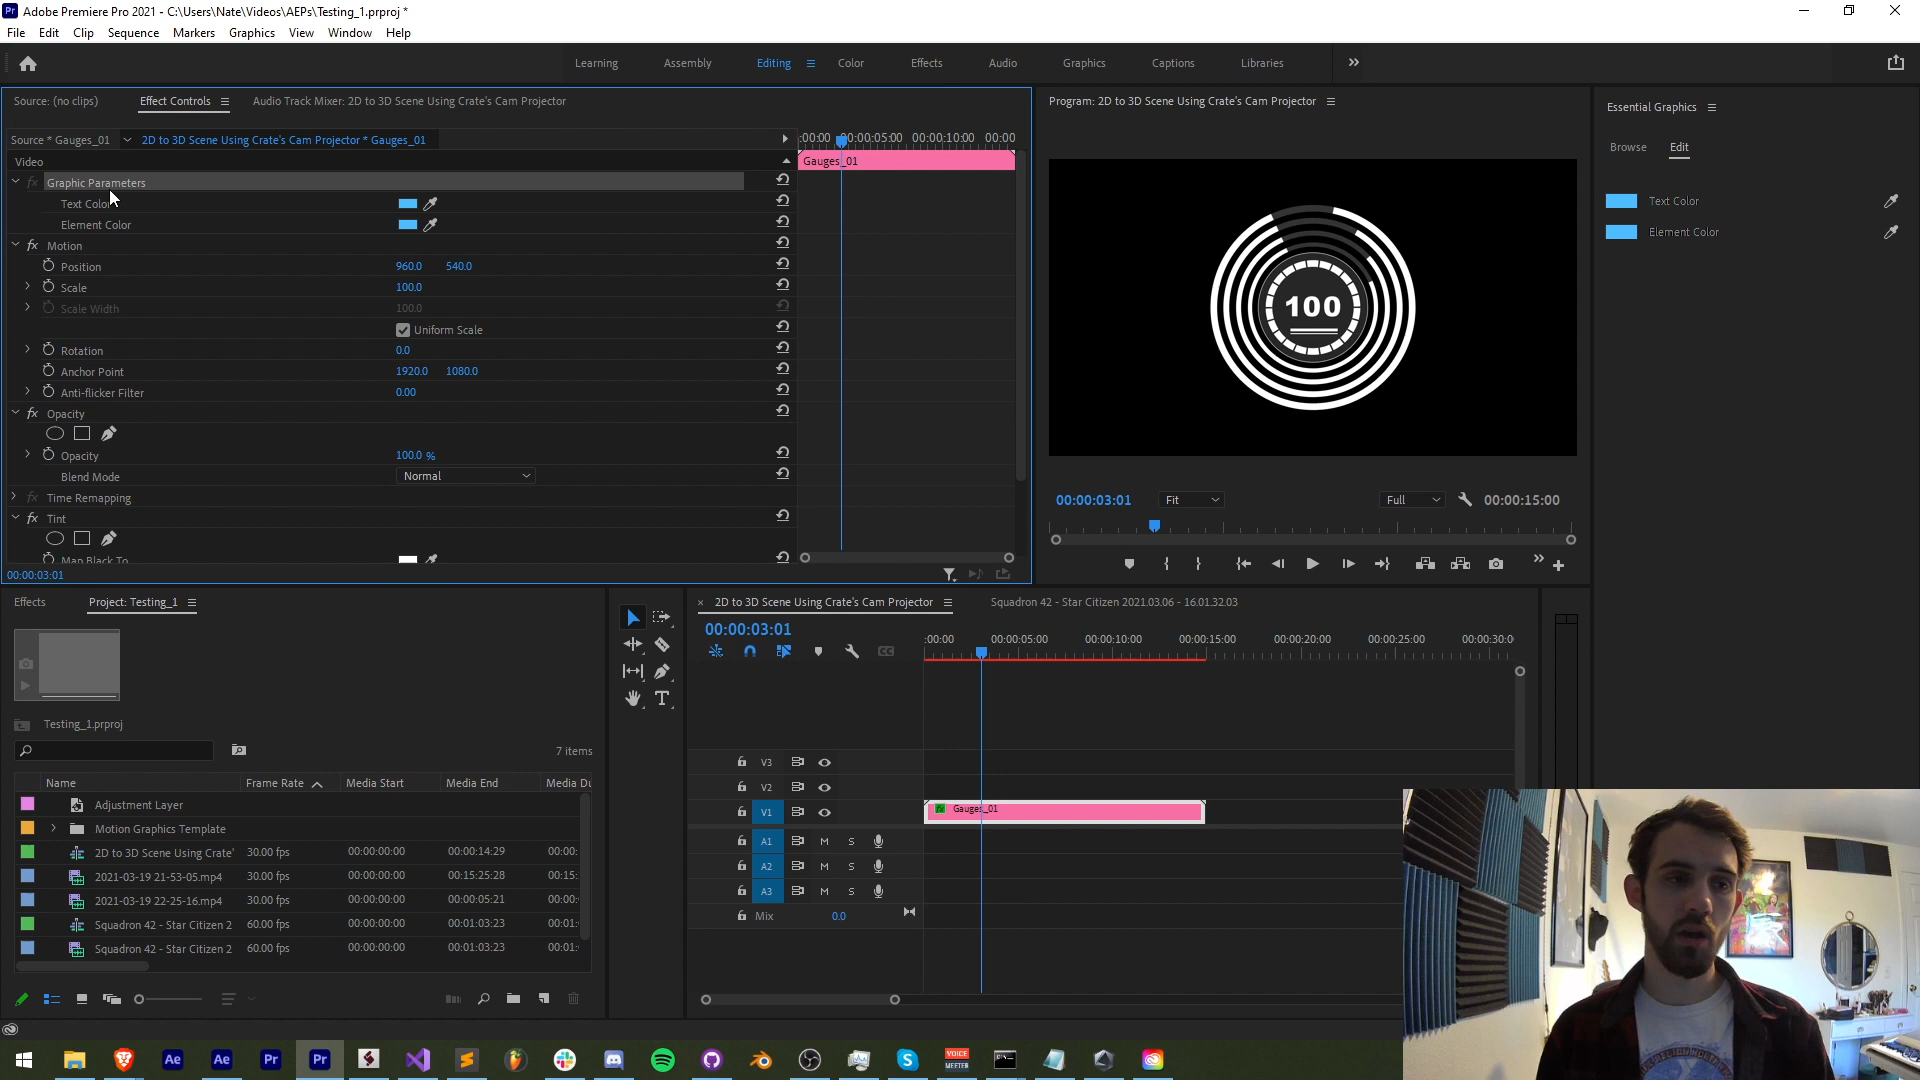 Adobe Premiere Pro 2021 - C:\Users\Nate\Videos\AEPs\Testing_1.prproj *
File Edit Clip Sequence Markers Graphics View Window Help
Learning Assembly Editing Color Effects Audio Graphics Captions Libraries
Source: (no clips) Effect Controls Audio Track Mixer: 2D to 3D Scene Using Crate's Cam Projector
Program: 2D to 3D Scene Using Crate's Cam Projector
Essential Graphics
Source * Gauges_01 2D to 3D Scene Using Crate's Cam Projector * Gauges_01
:00:00 00:00:05:00 00:00:10:00 00:00
Browse Edit
Video
Gauges_01
fx Graphic Parameters
Text Color
Element Color
fx Motion
Position 960.0 540.0
Scale 100.0
Scale Width 100.0
Uniform Scale
Rotation 0.0
Anchor Point 1920.0 1080.0
Anti-flicker Filter 0.00
fx Opacity
Opacity 100.0 %
Blend Mode Normal
fx Time Remapping
fx Tint
Map Black To
00:00:03:01
100
Text Color
Element Color
00:00:03:01 Fit Full 00:00:15:00
Effects Project: Testing_1
Testing_1.prproj
7 items
Name Frame Rate Media Start Media End Media Du
Adjustment Layer
Motion Graphics Template
2D to 3D Scene Using Crate' 30.00 fps 00:00:00:00 00:00:14:29 00:00:
2021-03-19 21-53-05.mp4 30.00 fps 00:00:00:00 00:15:25:28 00:15:
2021-03-19 22-25-16.mp4 30.00 fps 00:00:00:00 00:00:05:21 00:00:
Squadron 42 - Star Citizen 2 60.00 fps 00:00:00:00 00:01:03:23 00:01:
Squadron 42 - Star Citizen 2 60.00 fps 00:00:00:00 00:01:03:23 00:01:
2D to 3D Scene Using Crate's Cam Projector Squadron 42 - Star Citizen 2021.03.06 - 16.01.32.03
00:00:03:01
:00:00 00:00:05:00 00:00:10:00 00:00:15:00 00:00:20:00 00:00:25:00 00:00:30:0
V3
V2
V1
fx Gauges_01
A1 M S
A2 M S
A3 M S
Mix 0.0
Ae Ae Pr Pr VOICE MEETER